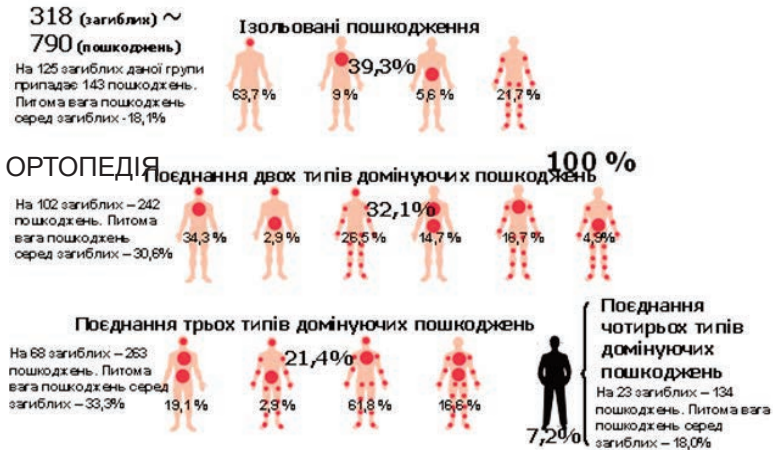 318 (загиблих) ~
790 (пошкоджень)
На 125 загиблих даної групи
припадає 143 пошкоджень.
Питома вага пошкоджень
серед загиблих -18,1%
Ізольовані пошкодження
39,3%
63,7 % 9 % 5,6 % 21,7 %
ОРТОПЕДІЯ
Поєднання двох типів домінуючих пошкоджень
100 %
На 102 загиблих – 242
пошкоджень. Питома
вага пошкоджень
серед загиблих – 30,6%
32,1%
34,3 % 2,9 % 26,5 % 14,7 % 16,7 % 4,9%
Поєднання трьох типів домінуючих пошкоджень
На 68 загиблих – 263
пошкоджень. Питома
вага пошкоджень серед
загиблих – 33,3%
21,4%
19,1 % 2,9 % 61,8 % 16,6 %
7,2%
Поєднання
чотирьох типів
домінуючих
пошкоджень
На 23 загиблих – 134
пошкоджень. Питома вага
пошкоджень серед
загиблих – 18,0%